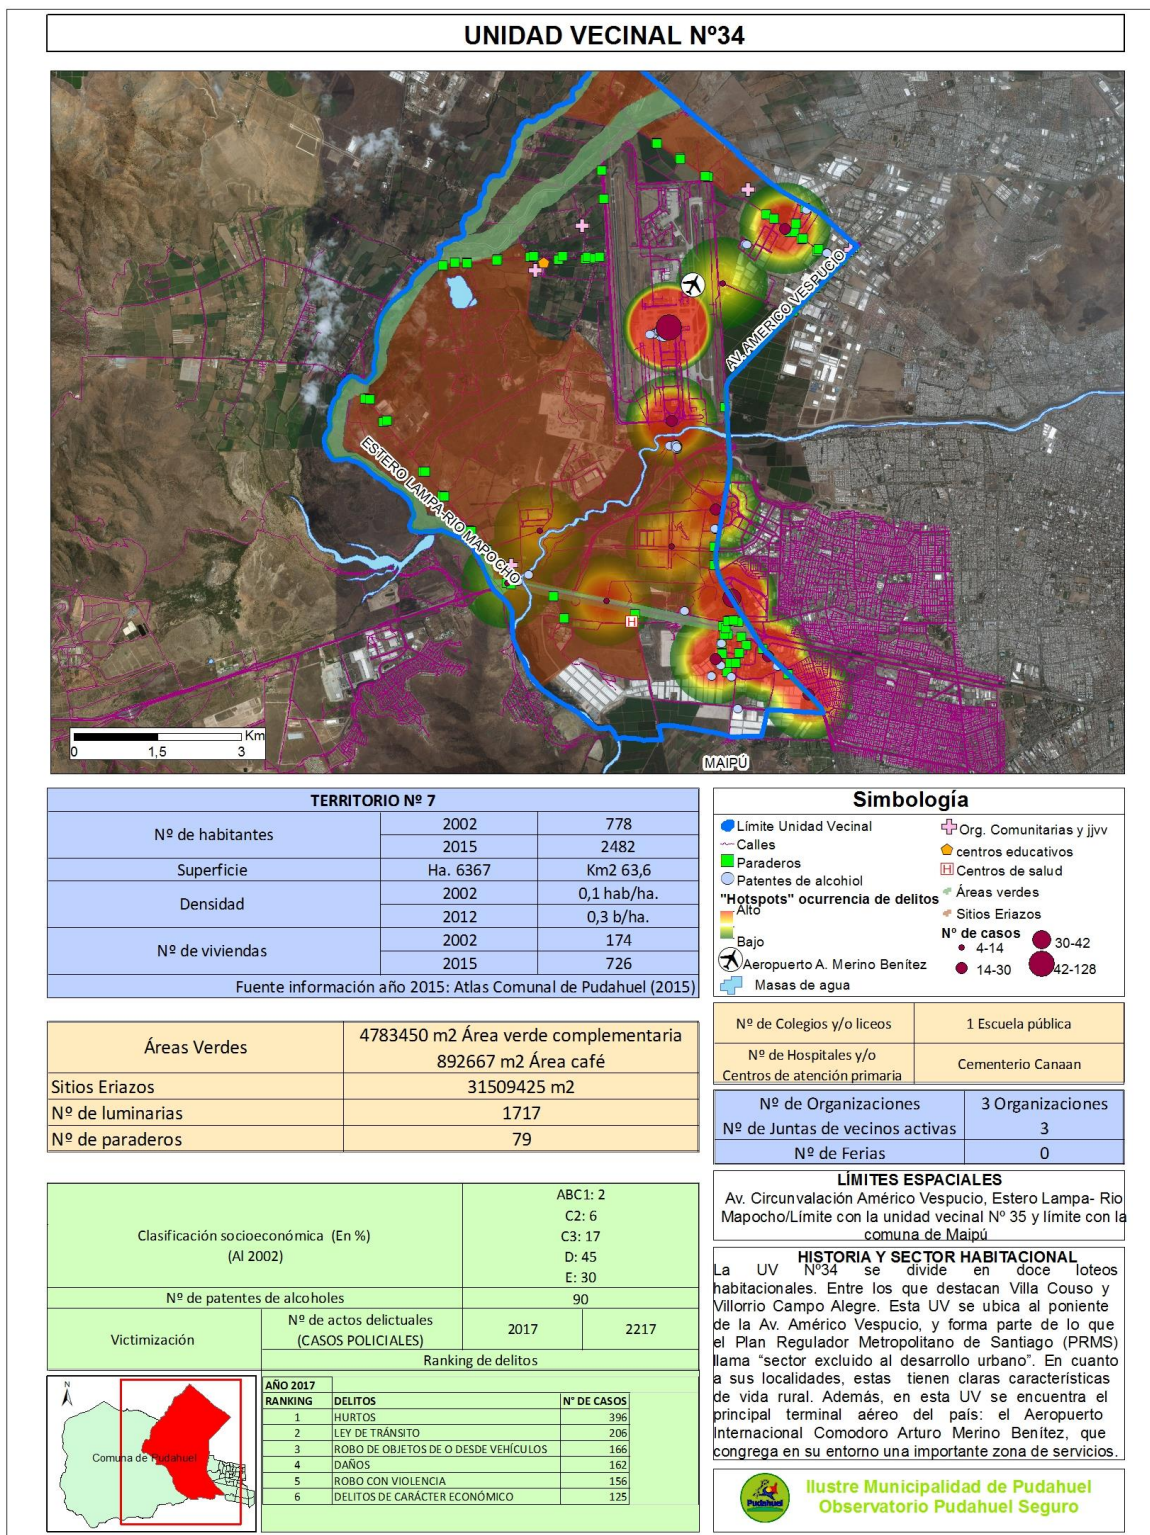 UNIDAD VECINAL Nº34
AV. AMERICO VESPUCIO
ESTERO LAMPA-RIO MAPOCHO
Km
0 1,5 3
MAIPÚ
TERRITORIO Nº 7
Nº de habitantes
2002 778
2015 2482
Superficie Ha. 6367 Km2 63,6
Densidad
2002 0,1 hab/ha.
2012 0,3 b/ha.
Nº de viviendas
2002 174
2015 726
Fuente información año 2015: Atlas Comunal de Pudahuel (2015)
Simbología
Límite Unidad Vecinal
Calles
Paraderos
Patentes de alcohiol
"Hotspots" ocurrencia de delitos
Alto
Bajo
Aeropuerto A. Merino Benítez
Masas de agua
Org. Comunitarias y jjvv
centros educativos
H Centros de salud
Áreas verdes
Sitios Eriazos
Nº de casos
4-14
14-30
30-42
42-128
Áreas Verdes
4783450 m2 Área verde complementaria
892667 m2 Área café
Sitios Eriazos 31509425 m2
Nº de luminarias 1717
Nº de paraderos 79
Nº de Colegios y/o liceos 1 Escuela pública
Nº de Hospitales y/o
Centros de atención primaria
Cementerio Canaan
Nº de Organizaciones 3 Organizaciones
Nº de Juntas de vecinos activas 3
Nº de Ferias 0
LÍMITES ESPACIALES
Av. Circunvalación Américo Vespucio, Estero Lampa- Rio
Mapocho/Límite con la unidad vecinal Nº 35 y límite con la
comuna de Maipú
Clasificación socioeconómica (En %)
(Al 2002)
ABC1: 2
C2: 6
C3: 17
D: 45
E: 30
Nº de patentes de alcoholes 90
Victimización
Nº de actos delictuales
(CASOS POLICIALES)
2017 2217
Ranking de delitos
HISTORIA Y SECTOR HABITACIONAL
La UV Nº34 se divide en doce loteos
habitacionales. Entre los que destacan Villa Couso y
Villorrio Campo Alegre. Esta UV se ubica al poniente
de la Av. Américo Vespucio, y forma parte de lo que
el Plan Regulador Metropolitano de Santiago (PRMS)
llama “sector excluido al desarrollo urbano”. En cuanto
a sus localidades, estas tienen claras características
de vida rural. Además, en esta UV se encuentra el
principal terminal aéreo del país: el Aeropuerto
Internacional Comodoro Arturo Merino Benítez, que
congrega en su entorno una importante zona de servicios.
N
Comuna de Pudahuel
AÑO 2017
RANKING DELITOS Nº DE CASOS
1 HURTOS 396
2 LEY DE TRÁNSITO 206
3 ROBO DE OBJETOS DE O DESDE VEHÍCULOS 166
4 DAÑOS 162
5 ROBO CON VIOLENCIA 156
6 DELITOS DE CARÁCTER ECONÓMICO 125
Pudahuel
Ilustre Municipalidad de Pudahuel
Observatorio Pudahuel Seguro